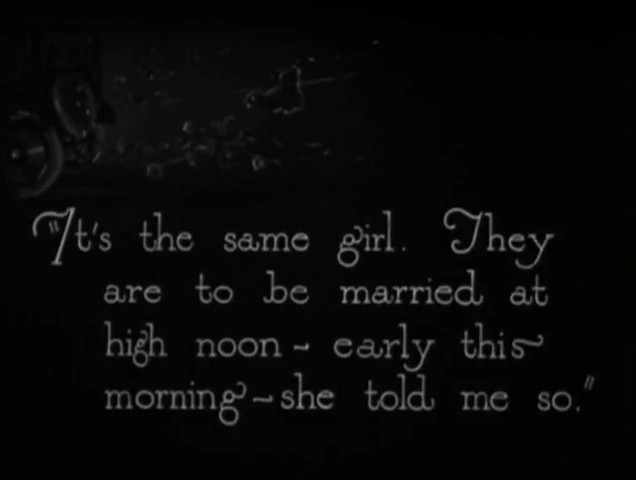 "It's the same girl. They
are to be married at
high noon - early this
morning - she told me so."